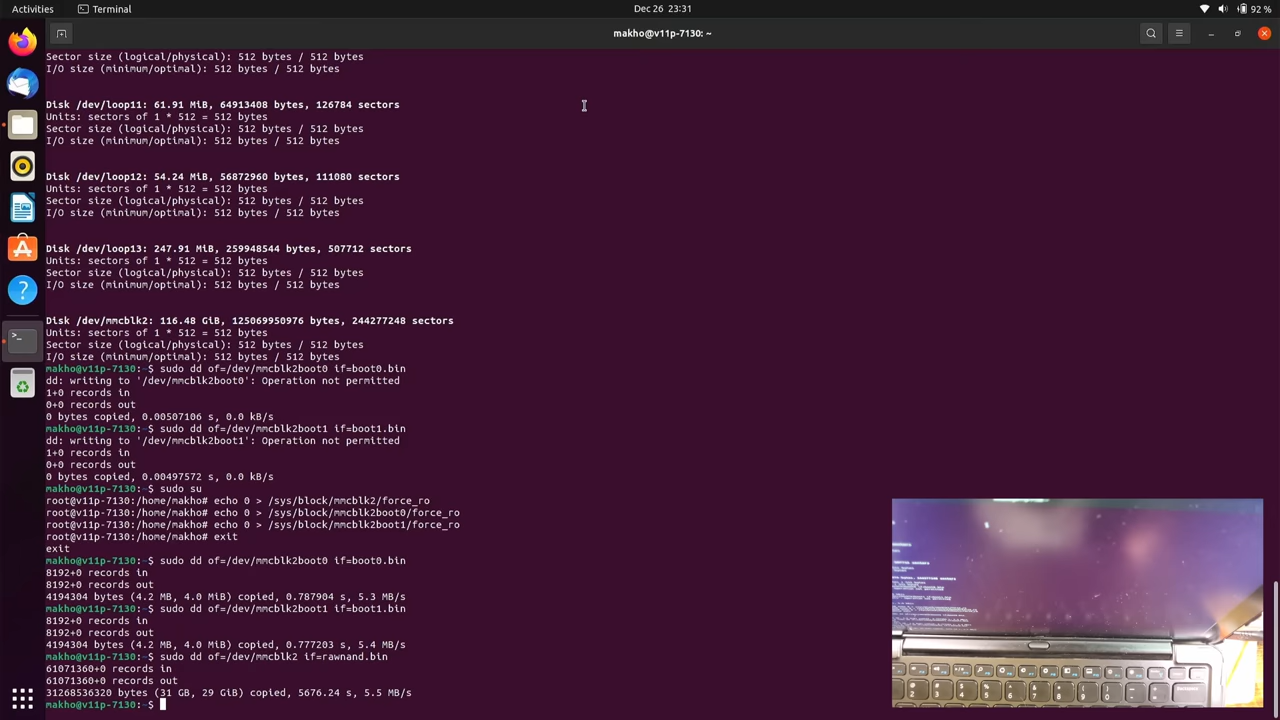 Activities
Terminal
Dec 26 23:31
92 %
makho@v11p-7130: ~
Sector size (logical/physical): 512 bytes / 512 bytes
I/O size (minimum/optimal): 512 bytes / 512 bytes
Disk /dev/loop11: 61.91 MiB, 64913408 bytes, 126784 sectors
Units: sectors of 1 * 512 = 512 bytes
Sector size (logical/physical): 512 bytes / 512 bytes
I/O size (minimum/optimal): 512 bytes / 512 bytes
Disk /dev/loop12: 54.24 MiB, 56872960 bytes, 111080 sectors
Units: sectors of 1 * 512 = 512 bytes
Sector size (logical/physical): 512 bytes / 512 bytes
I/O size (minimum/optimal): 512 bytes / 512 bytes
Disk /dev/loop13: 247.91 MiB, 259948544 bytes, 507712 sectors
Units: sectors of 1 * 512 = 512 bytes
Sector size (logical/physical): 512 bytes / 512 bytes
I/O size (minimum/optimal): 512 bytes / 512 bytes
Disk /dev/mmcblk2: 116.48 GiB, 125069950976 bytes, 244277248 sectors
Units: sectors of 1 * 512 = 512 bytes
Sector size (logical/physical): 512 bytes / 512 bytes
I/O size (minimum/optimal): 512 bytes / 512 bytes
makho@v11p-7130:~$ sudo dd of=/dev/mmcblk2boot0 if=boot0.bin
dd: writing to '/dev/mmcblk2boot0': Operation not permitted
1+0 records in
0+0 records out
0 bytes copied, 0.00507106 s, 0.0 kB/s
makho@v11p-7130:~$ sudo dd of=/dev/mmcblk2boot1 if=boot1.bin
dd: writing to '/dev/mmcblk2boot1': Operation not permitted
1+0 records in
0+0 records out
0 bytes copied, 0.00497572 s, 0.0 kB/s
makho@v11p-7130:~$ sudo su
root@v11p-7130:/home/makho# echo 0 > /sys/block/mmcblk2/force_ro
root@v11p-7130:/home/makho# echo 0 > /sys/block/mmcblk2boot0/force_ro
root@v11p-7130:/home/makho# echo 0 > /sys/block/mmcblk2boot1/force_ro
root@v11p-7130:/home/makho# exit
exit
makho@v11p-7130:~$ sudo dd of=/dev/mmcblk2boot0 if=boot0.bin
8192+0 records in
8192+0 records out
4194304 bytes (4.2 MB, 4.0 MiB) copied, 0.787904 s, 5.3 MB/s
makho@v11p-7130:~$ sudo dd of=/dev/mmcblk2boot1 if=boot1.bin
8192+0 records in
8192+0 records out
4194304 bytes (4.2 MB, 4.0 MiB) copied, 0.777203 s, 5.4 MB/s
makho@v11p-7130:~$ sudo dd of=/dev/mmcblk2 if=rawnand.bin
61071360+0 records in
61071360+0 records out
31268536320 bytes (31 GB, 29 GiB) copied, 5676.24 s, 5.5 MB/s
makho@v11p-7130:~$